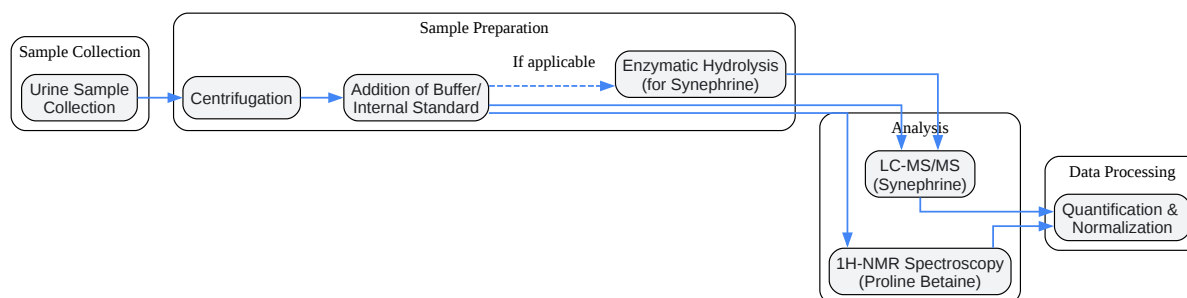 Sample Collection
Urine Sample
Collection
Sample Preparation
Centrifugation
Addition of Buffer/
Internal Standard
If applicable
Enzymatic Hydrolysis
(for Synephrine)
Analysis
LC-MS/MS
(Synephrine)
1H-NMR Spectroscopy
(Proline Betaine)
Data Processing
Quantification &
Normalization